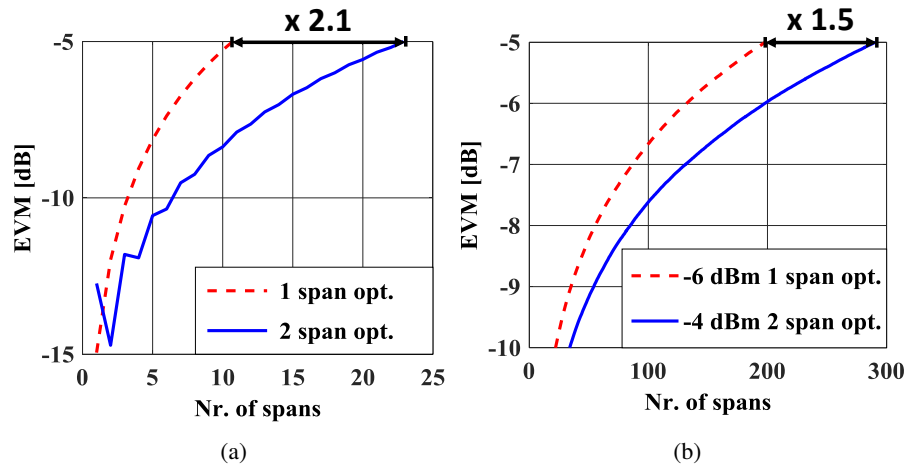 x 2.1
-5
-10
-15
EVM [dB]
1 span opt.
2 span opt.
0 5 10 15 20 25
Nr. of spans
(a)
x 1.5
-5
-6
-7
-8
-9
-10
EVM [dB]
-6 dBm 1 span opt.
-4 dBm 2 span opt.
0 100 200 300
Nr. of spans
(b)